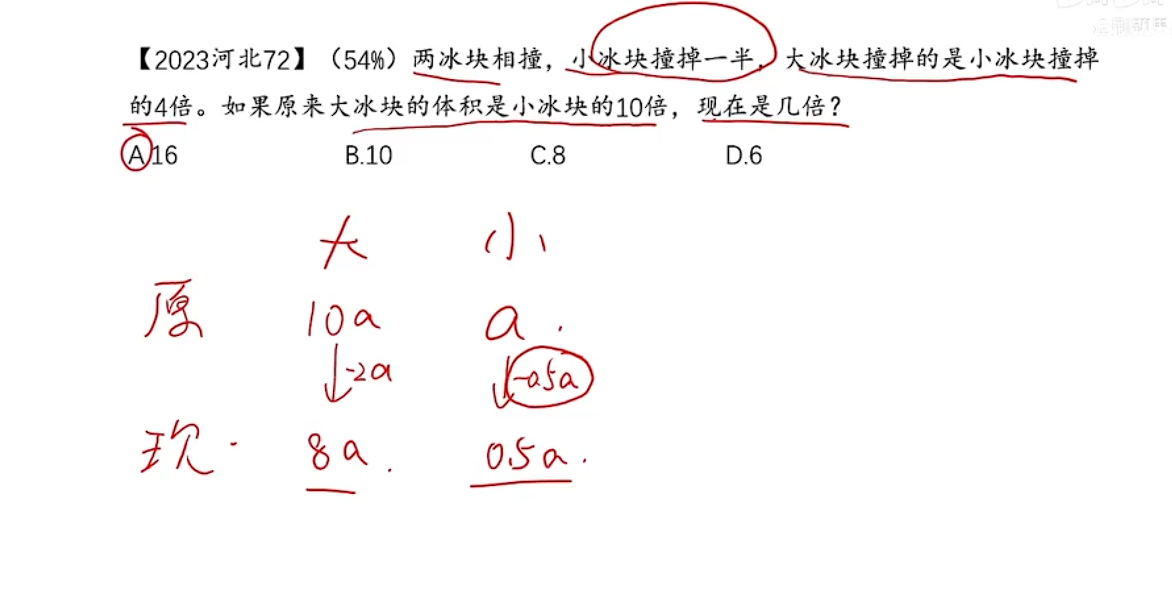 【2023河北72】（54%）两冰块相撞，小冰块撞掉一半，大冰块撞掉的是小冰块撞掉
的4倍。如果原来大冰块的体积是小冰块的10倍，现在是几倍？
A.16 B.10 C.8 D.6
大 小
原 10a a
-2a -0.5a
现 8a 0.5a